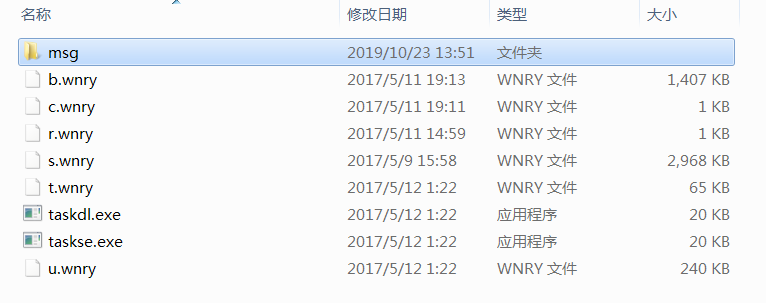 名称 修改日期 类型 大小
msg 2019/10/23 13:51 文件夹
b.wnry 2017/5/11 19:13 WNRY 文件 1,407 KB
c.wnry 2017/5/11 19:11 WNRY 文件 1 KB
r.wnry 2017/5/11 14:59 WNRY 文件 1 KB
s.wnry 2017/5/9 15:58 WNRY 文件 2,968 KB
t.wnry 2017/5/12 1:22 WNRY 文件 65 KB
taskdl.exe 2017/5/12 1:22 应用程序 20 KB
taskse.exe 2017/5/12 1:22 应用程序 20 KB
u.wnry 2017/5/12 1:22 WNRY 文件 240 KB